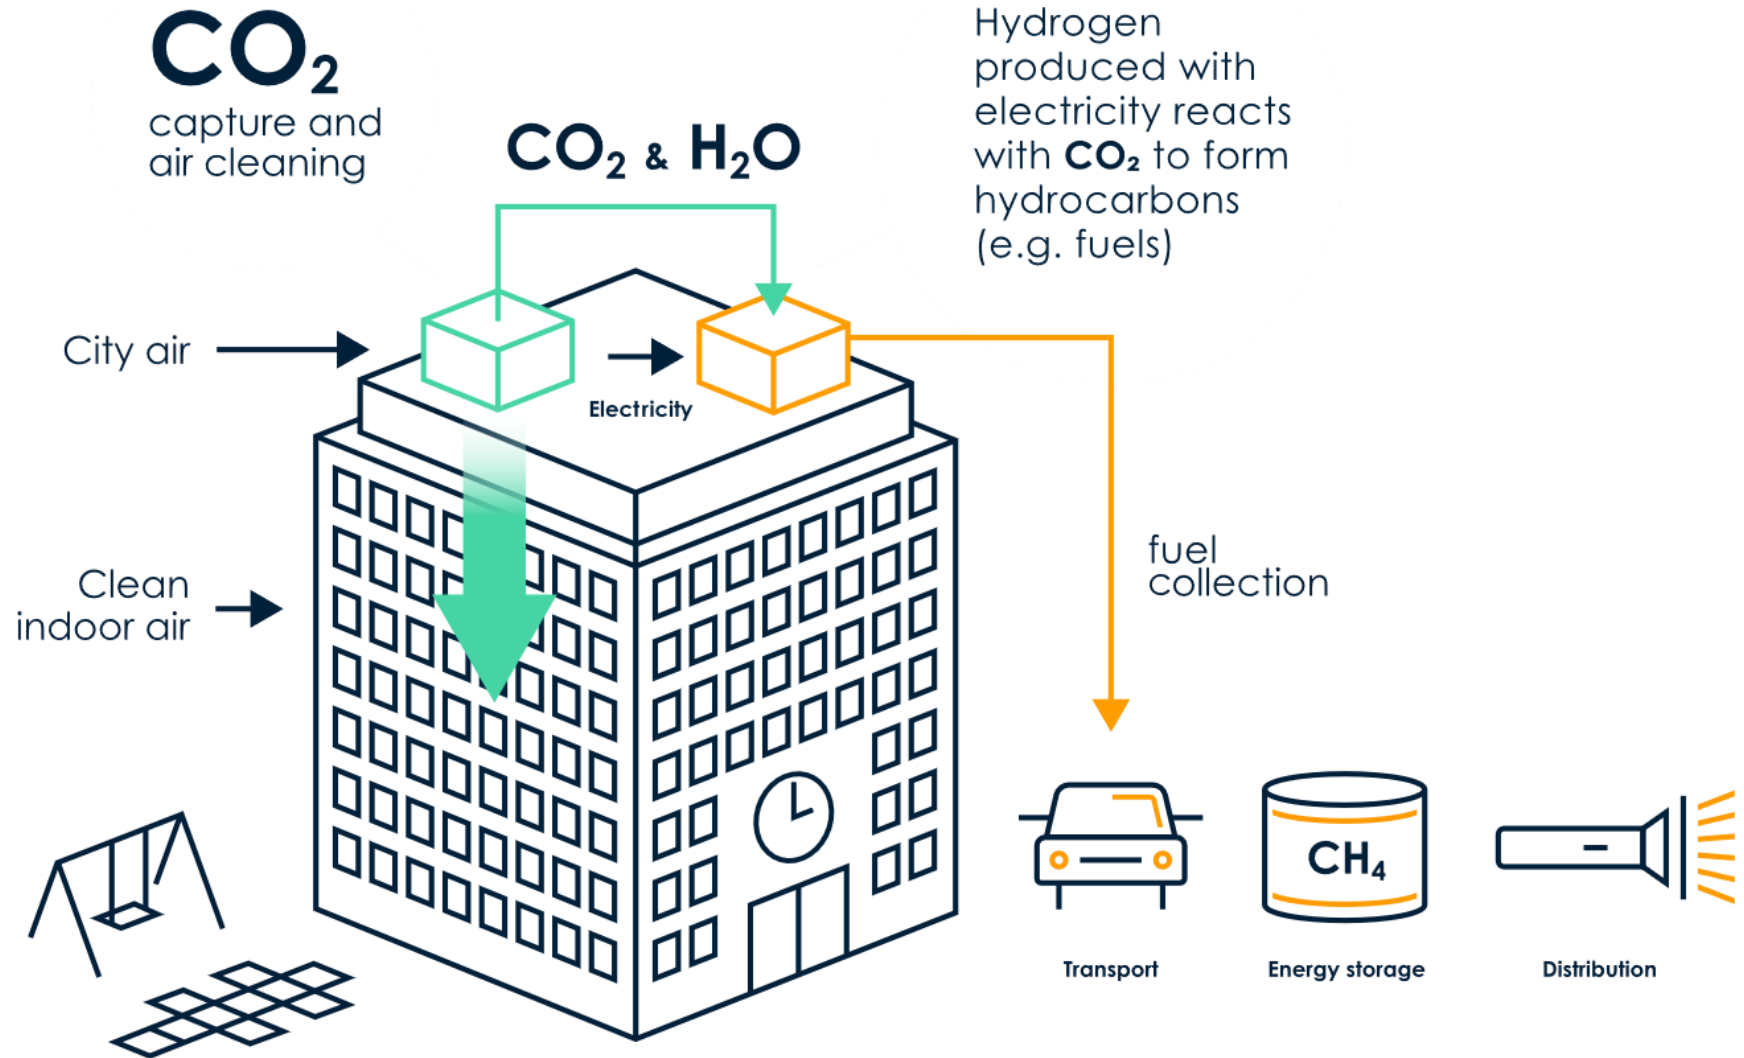 CO₂
capture and
air cleaning
CO₂ & H₂O
Hydrogen
produced with
electricity reacts
with CO₂ to form
hydrocarbons
(e.g. fuels)
City air
Electricity
Clean
indoor air
fuel
collection
CH₄
Transport
Energy storage
Distribution